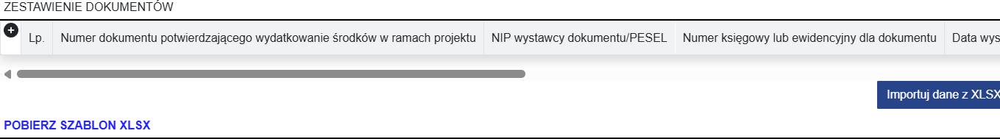 ZESTAWIENIE DOKUMENTÓW
Lp. Numer dokumentu potwierdzającego wydatkowanie środków w ramach projektu NIP wystawcy dokumentu/PESEL Numer księgowy lub ewidencyjny dla dokumentu Data wys
Importuj dane z XLSX
POBIERZ SZABLON XLSX